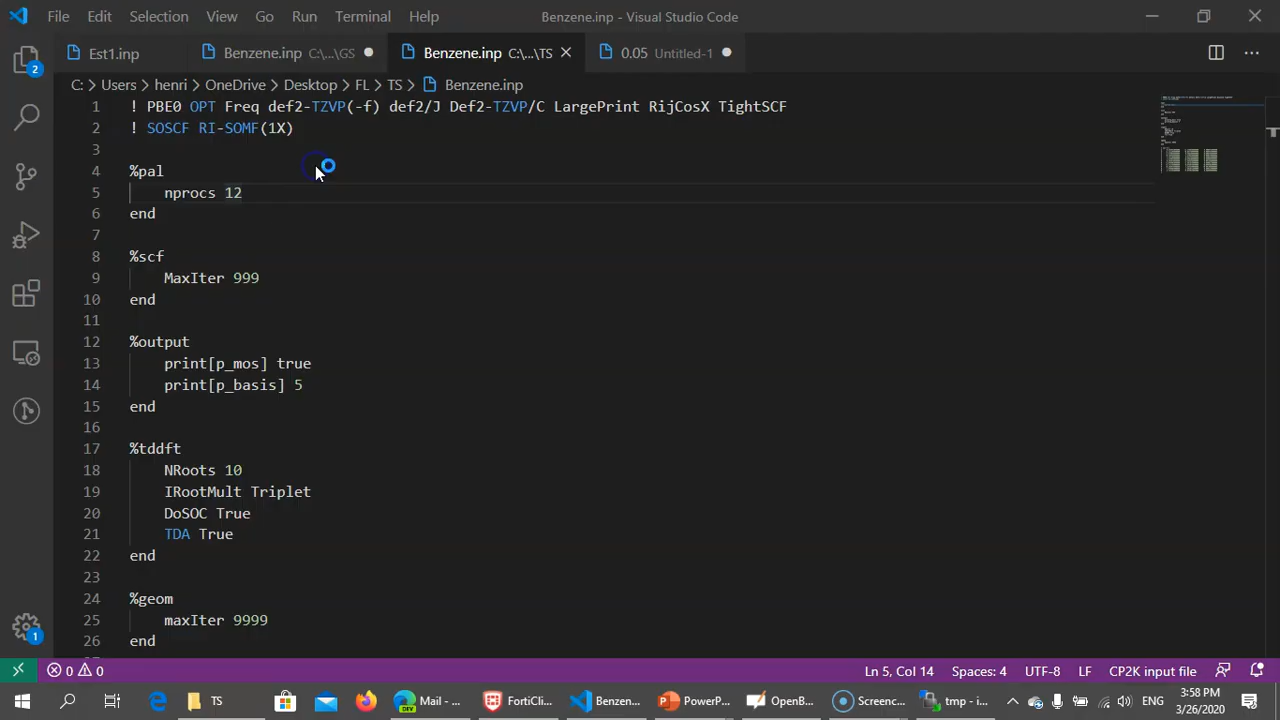 File Edit Selection View Go Run Terminal Help Benzene.inp - Visual Studio Code
Est1.inp Benzene.inp C:\...\GS Benzene.inp C:\...\TS 0.05 Untitled-1
C: > Users > henri > OneDrive > Desktop > FL > TS > Benzene.inp
1 ! PBE0 OPT Freq def2-TZVP(-f) def2/J Def2-TZVP/C LargePrint RijCosX TightSCF
2 ! SOSCF RI-SOMF(1X)
3
4 %pal
5 nprocs 12
6 end
7
8 %scf
9 MaxIter 999
10 end
11
12 %output
13 print[p_mos] true
14 print[p_basis] 5
15 end
16
17 %tddft
18 NRoots 10
19 IRootMult Triplet
20 DoSOC True
21 TDA True
22 end
23
24 %geom
25 maxIter 9999
26 end
2
1
0 0 Ln 5, Col 14 Spaces: 4 UTF-8 LF CP2K input file
TS Mail - ... DEV FortiCli... Benzen... PowerP... OpenB... Screenc... tmp - i... ENG 3:58 PM
3/26/2020